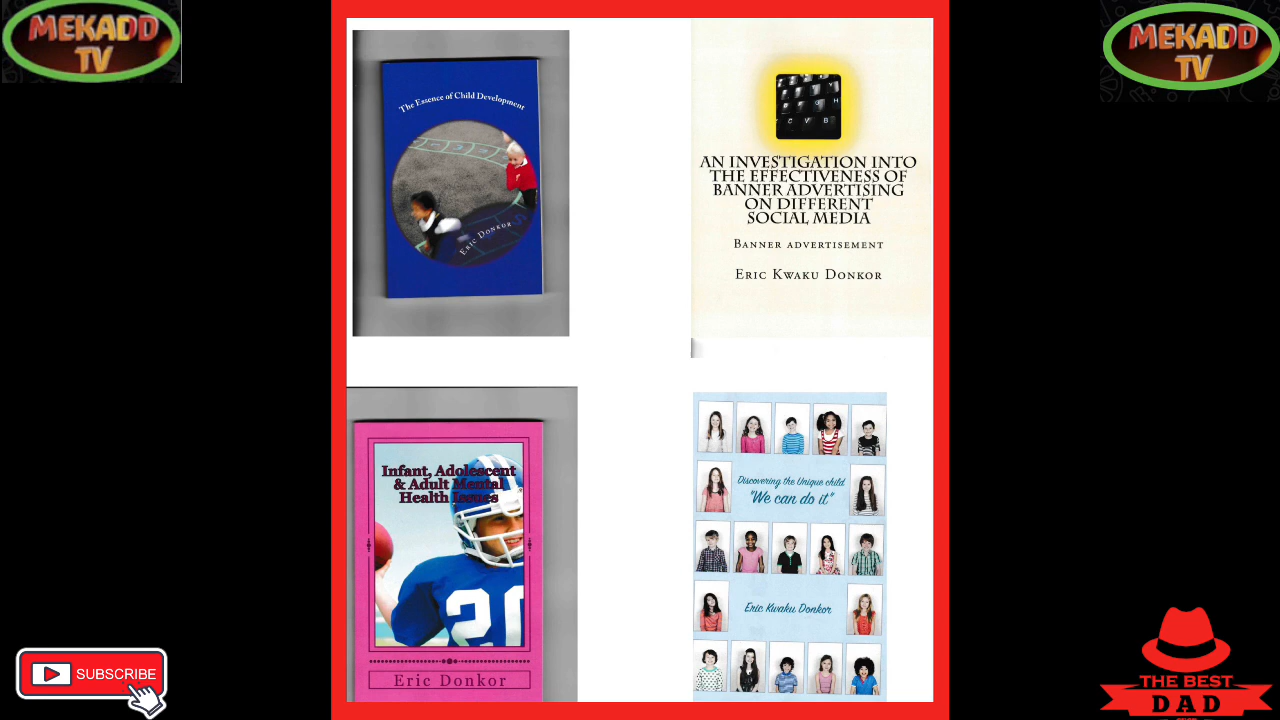 MEKADD
TV
MEKADD
TV
The Essence of Child Development
ERIC DONKOR
AN INVESTIGATION INTO
THE EFFECTIVENESS OF
BANNER ADVERTISING
ON DIFFERENT
SOCIAL MEDIA
BANNER ADVERTISEMENT
ERIC KWAKU DONKOR
Infant, Adolescent
& Adult Mental
Health Issues
20
Eric Donkor
Discovering the Unique child
"We can do it"
Eric Kwaku Donkor
SUBSCRIBE
THE BEST
DAD